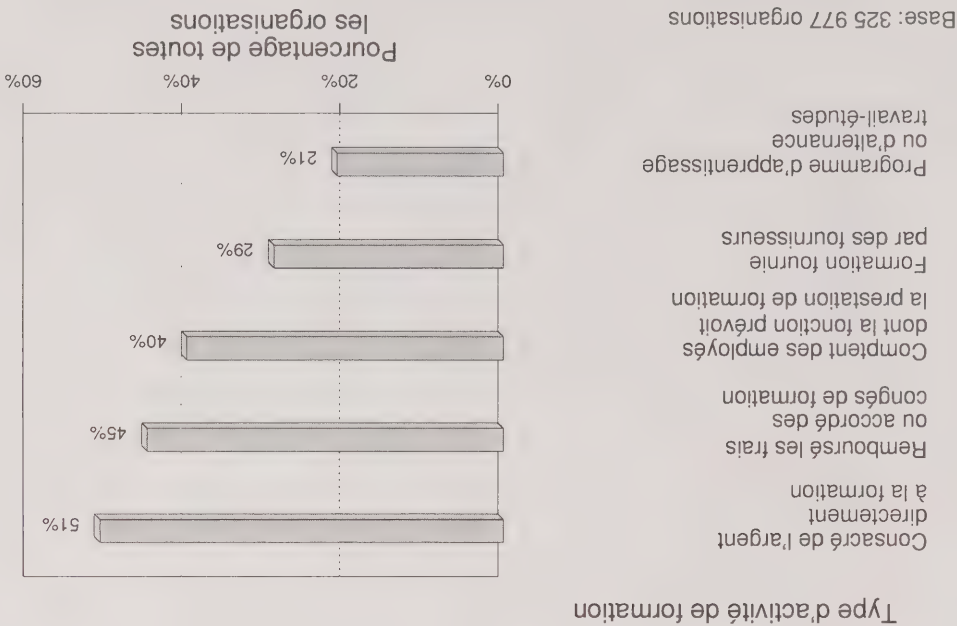 Type d'activité de formation
Consacré de l'argent
directement
à la formation
51%
Remboursé les frais
ou accordé des
congés de formation
45%
Comptent des employés
dont la fonction prévoit
la prestation de formation
40%
Formation fournie
par des fournisseurs
29%
Programme d'apprentissage
ou d'alternance
travail-études
21%
0% 20% 40% 60%
Pourcentage de toutes
les organisations
Base: 325 977 organisations